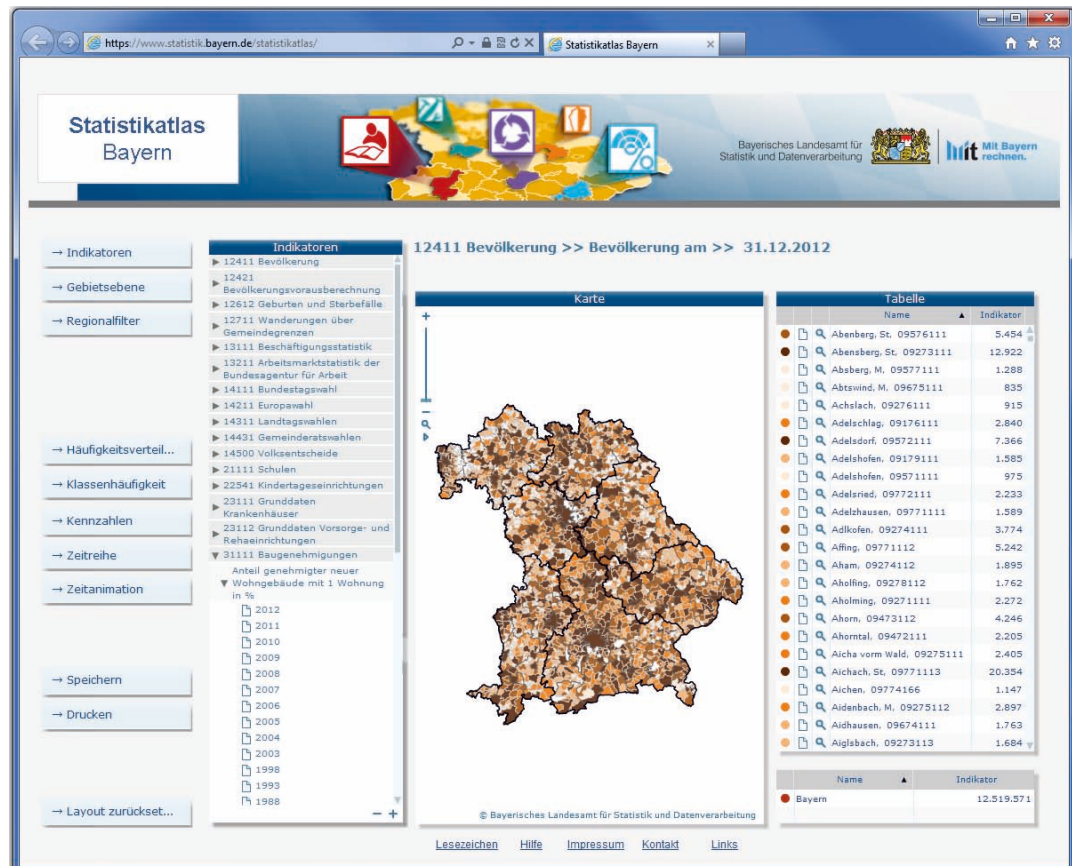 https://www.statistik.bayern.de/statistikatlas/
Statistikatlas Bayern
Statistikatlas
Bayern
Bayerisches Landesamt für
Statistik und Datenverarbeitung
mit Mit Bayern
rechnen.
→ Indikatoren
→ Gebietsebene
→ Regionalfilter
→ Häufigkeitsverteil...
→ Klassenhäufigkeit
→ Kennzahlen
→ Zeitreihe
→ Zeitanimation
→ Speichern
→ Drucken
→ Layout zurückset...
Indikatoren
12411 Bevölkerung
12421
Bevölkerungsvorausberechnung
12612 Geburten und Sterbefälle
12711 Wanderungen über
Gemeindegrenzen
13111 Beschäftigungsstatistik
13211 Arbeitsmarktstatistik der
Bundesagentur für Arbeit
14111 Bundestagswahl
14211 Europawahl
14311 Landtagswahlen
14431 Gemeinderatswahlen
14500 Volksentscheide
21111 Schulen
22541 Kindertageseinrichtungen
23111 Grunddaten
Krankenhäuser
23112 Grunddaten Vorsorge- und
Rehaeinrichtungen
31111 Baugenehmigungen
Anteil genehmigter neuer
Wohngebäude mit 1 Wohnung
in %
2012
2011
2010
2009
2008
2007
2006
2005
2004
2003
1998
1993
1988
12411 Bevölkerung >> Bevölkerung am >> 31.12.2012
Karte
© Bayerisches Landesamt für Statistik und Datenverarbeitung
Tabelle
Name Indikator
Abenberg, St, 09576111 5.454
Abensberg, St, 09273111 12.922
Absberg, M, 09577111 1.288
Abtswind, M, 09675111 835
Achslach, 09276111 915
Adelschlag, 09176111 2.840
Adelsdorf, 09572111 7.366
Adelshofen, 09179111 1.585
Adelshofen, 09571111 975
Adelsried, 09772111 2.233
Adelzhausen, 09771111 1.589
Adlkofen, 09274111 3.774
Affing, 09771112 5.242
Aham, 09274112 1.895
Aholfing, 09278112 1.762
Aholming, 09271111 2.272
Ahorn, 09473112 4.246
Ahorntal, 09472111 2.205
Aicha vorm Wald, 09275111 2.405
Aichach, St, 09771113 20.354
Aichen, 09774166 1.147
Aidenbach, M, 09275112 2.897
Aidhausen, 09674111 1.763
Aiglsbach, 09273113 1.684
Name Indikator
Bayern 12.519.571
Lesezeichen Hilfe Impressum Kontakt Links